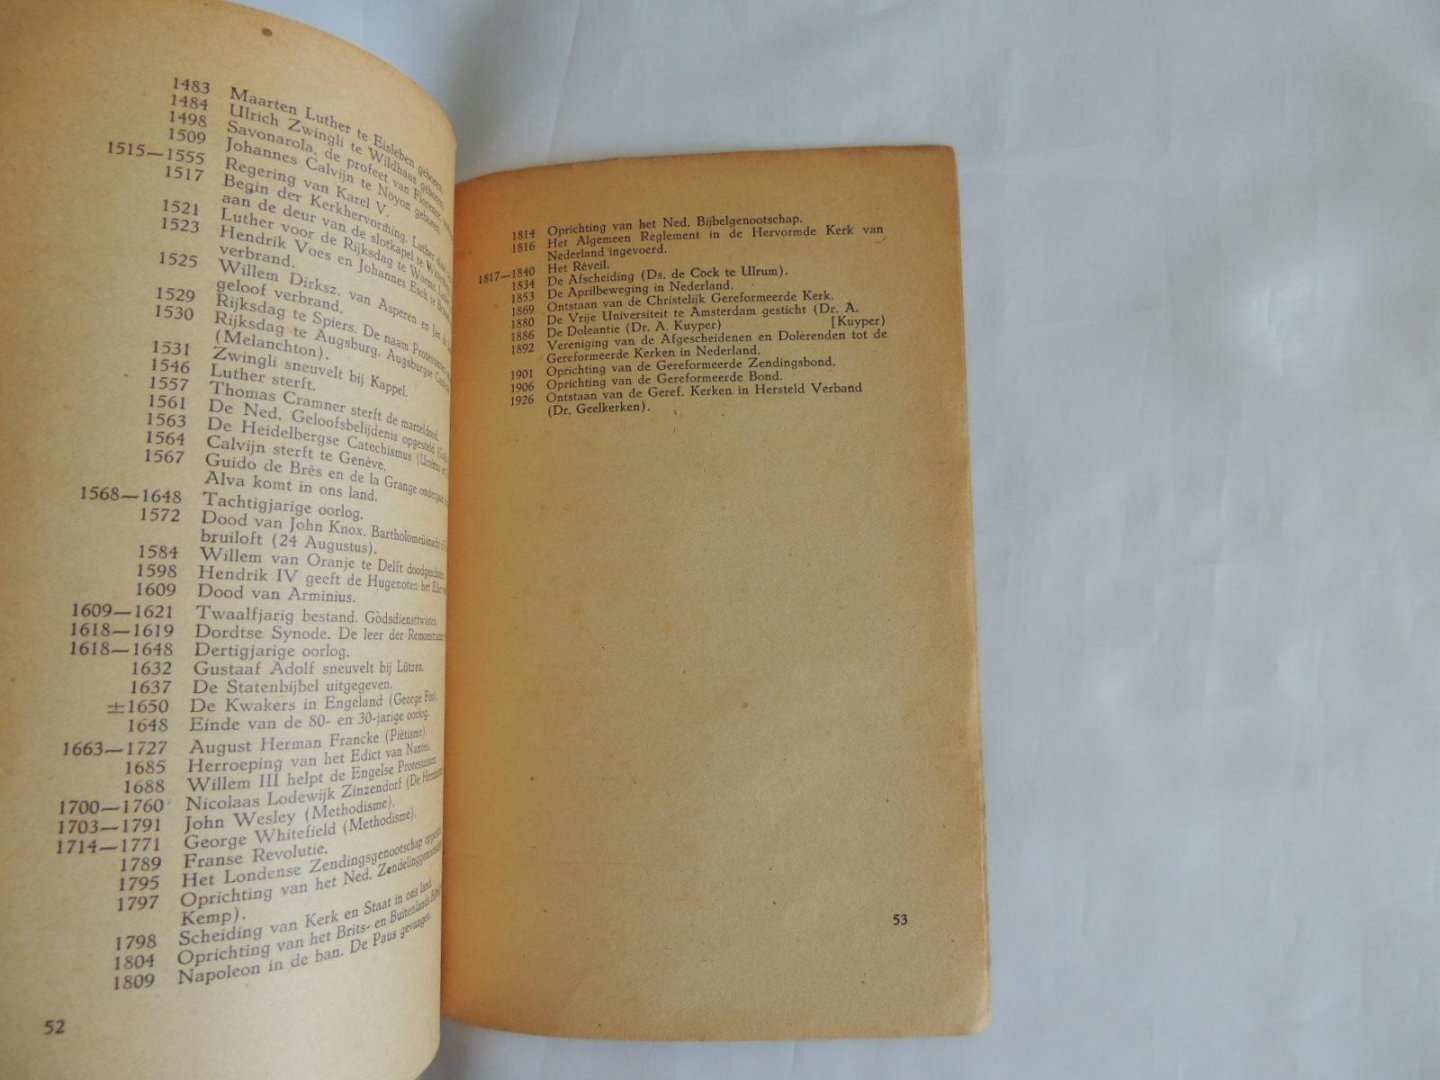 1483 Maarten Luther te Eisleben geboren.
1484 Ulrich Zwingli te Wildhaus geboren.
1498 Savonarola, de profeet van Florence,
1509 Johannes Calvijn te Noyon geboren.
1515—1555 Regering van Karel V.
1517 Begin der Kerkhervorming. Luther slaat
aan de deur van de slotkapel te
1521 Luther voor de Rijksdag te Worms.
1523 Hendrik Voes en Johannes Esch te
verbrand.
1525 Willem Dirksz. van Asperen en Jan
geloof verbrand.
1529 Rijksdag te Spiers. De naam
1530 Rijksdag te Augsburg. Augsburgse
(Melanchton).
1531 Zwingli sneuvelt bij Kappel.
1546 Luther sterft.
1557 Thomas Cramner sterft de marteldood.
1561 De Ned. Geloofsbelijdenis opgesteld
1563 De Heidelbergse Catechismus
1564 Calvijn sterft te Genève.
1567 Guido de Brès en de la Grange
Alva komt in ons land.
1568—1648 Tachtigjarige oorlog.
1572 Dood van John Knox. Bartholomeüsnacht
bruiloft (24 Augustus).
1584 Willem van Oranje te Delft doodgeschoten.
1598 Hendrik IV geeft de Hugenoten het Edict
1609 Dood van Arminius.
1609—1621 Twaalfjarig bestand. Godsdiensttwisten.
1618—1619 Dordtse Synode. De leer der
1618—1648 Dertigjarige oorlog.
1632 Gustaaf Adolf sneuvelt bij Lützen.
1637 De Statenbijbel uitgegeven.
±1650 De Kwakers in Engeland (George Fox).
1648 Einde van de 80- en 30-jarige oorlog.
1663—1727 August Herman Francke (Piëtisme).
1685 Herroeping van het Edict van Nantes.
1688 Willem III helpt de Engelse Protestanten.
1700—1760 Nicolaas Lodewijk Zinzendorf (De
1703—1791 John Wesley (Methodisme).
1714—1771 George Whitefield (Methodisme).
1789 Franse Revolutie.
1795 Het Londense Zendingsgenootschap
1797 Oprichting van het Ned. Zendelinggenootschap
Kemp).
1798 Scheiding van Kerk en Staat in ons land.
1804 Oprichting van het Brits- en Buitenlands
1809 Napoleon in de ban. De Paus gevangen.
52
1814 Oprichting van het Ned. Bijbelgenootschap.
1816 Het Algemeen Reglement in de Hervormde Kerk van
Nederland ingevoerd.
1817—1840 Het Réveil.
1834 De Afscheiding (Ds. de Cock te Ulrum).
1853 De Aprilbeweging in Nederland.
1869 Ontstaan van de Christelijk Gereformeerde Kerk.
1880 De Vrije Universiteit te Amsterdam gesticht (Dr. A.
1886 De Doleantie (Dr. A. Kuyper) [Kuyper)
1892 Vereniging van de Afgescheidenen en Dolerenden tot de
Gereformeerde Kerken in Nederland.
1901 Oprichting van de Gereformeerde Zendingsbond.
1906 Oprichting van de Gereformeerde Bond.
1926 Ontstaan van de Geref. Kerken in Hersteld Verband
(Dr. Geelkerken).
53